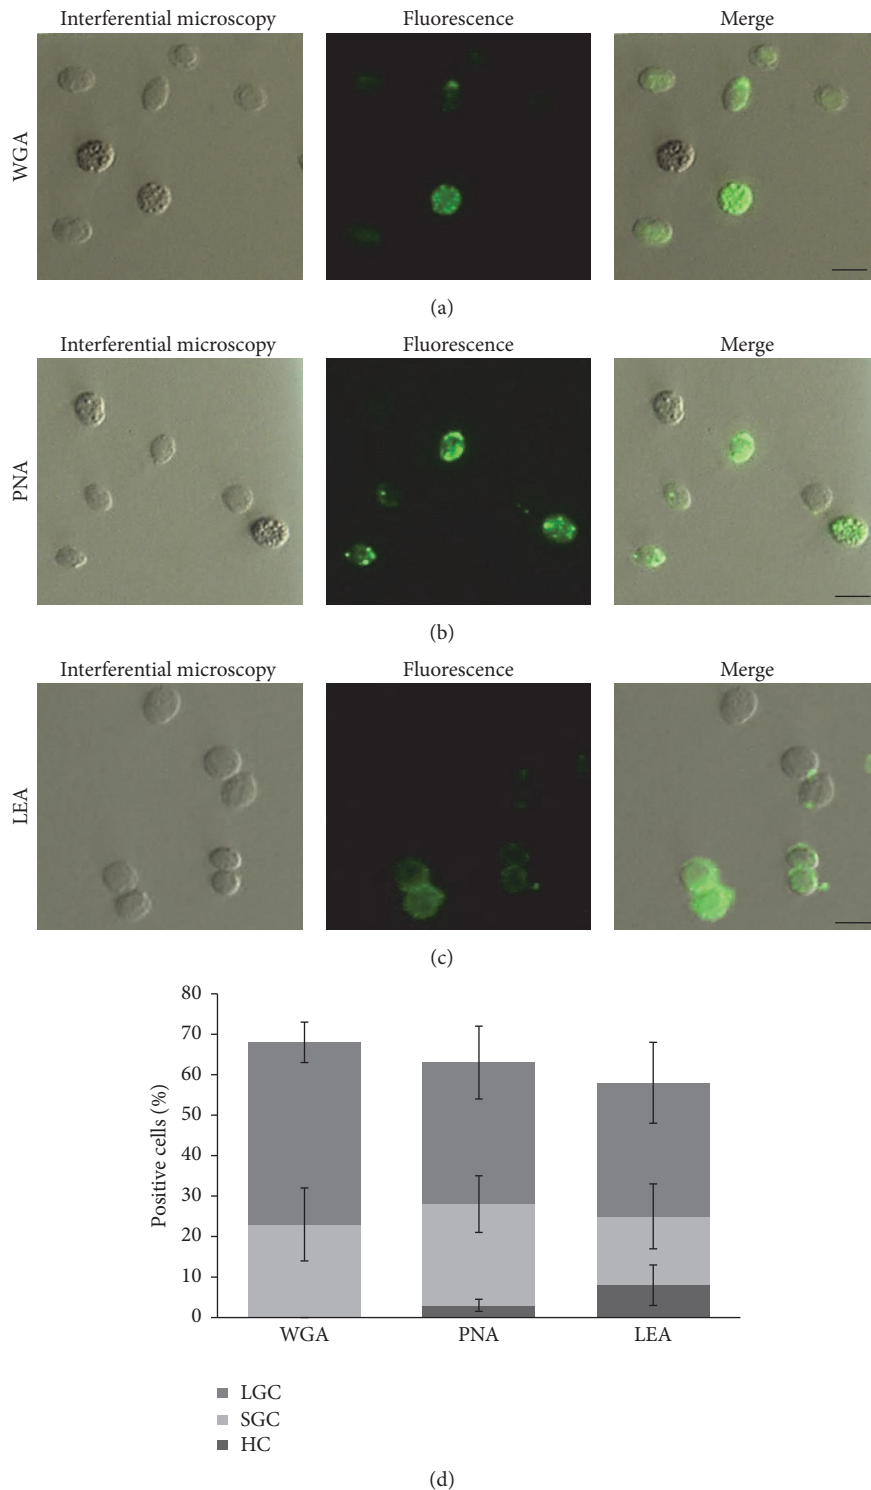 Interferential microscopy Fluorescence Merge
WGA
(a)
Interferential microscopy Fluorescence Merge
PNA
(b)
Interferential microscopy Fluorescence Merge
LEA
(c)
80
70
60
50
40
30
20
10
0
Positive cells (%)
WGA PNA LEA
LGC
SGC
HC
(d)